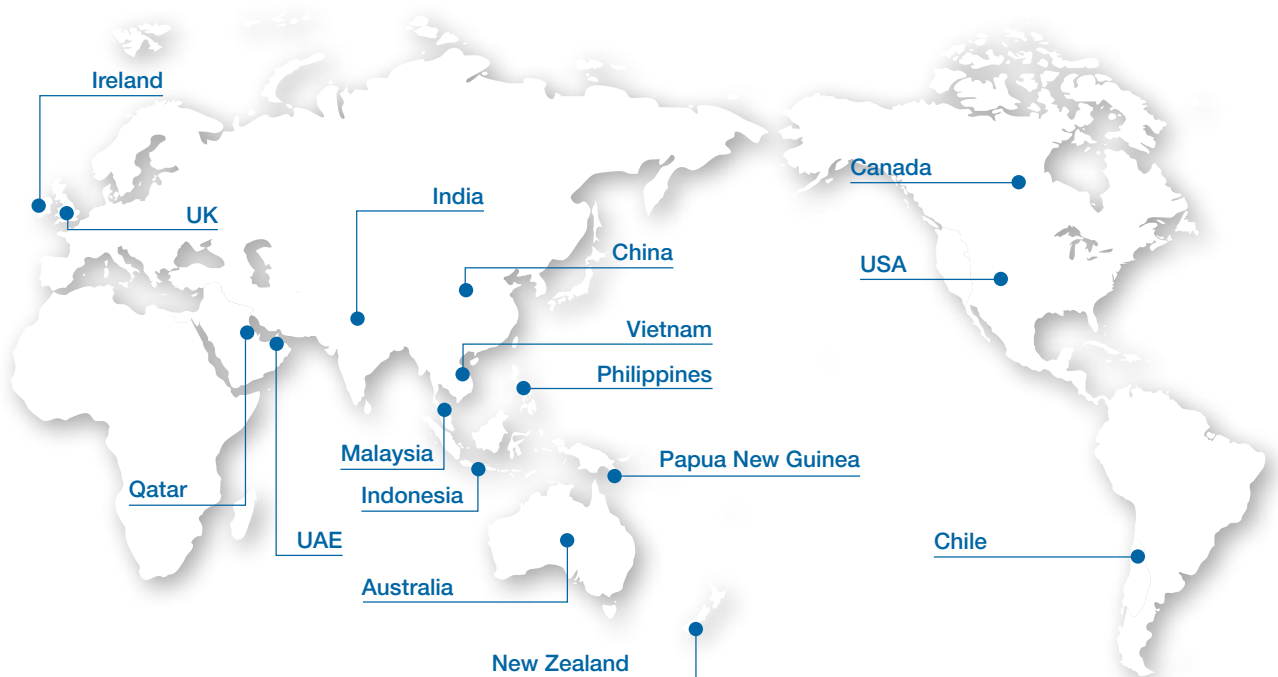 Ireland
Canada
India
UK
China
USA
Vietnam
Philippines
Malaysia
Papua New Guinea
Qatar
Indonesia
UAE
Chile
Australia
New Zealand